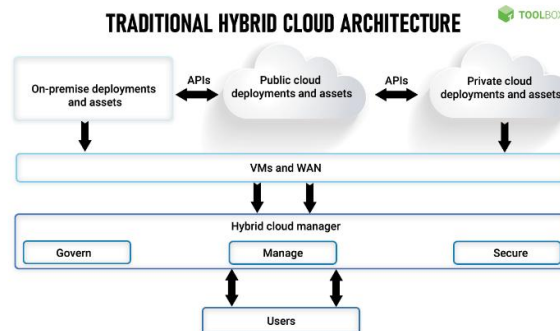 TRADITIONAL HYBRID CLOUD ARCHITECTURE
TOOLBOX
On-premise deployments
and assets
APIs
Public cloud
deployments and assets
APIs
Private cloud
deployments and assets
VMs and WAN
Hybrid cloud manager
Govern
Manage
Secure
Users